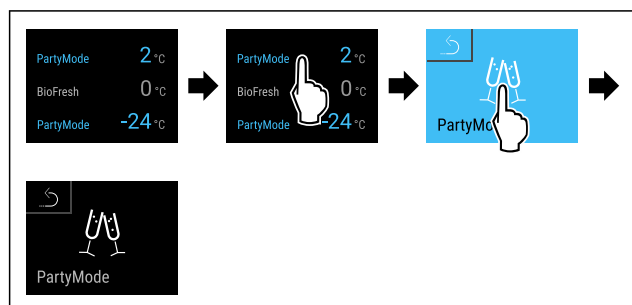 PartyMode 2 °C
BioFresh 0 °C
PartyMode -24 °C
PartyMode 2 °C
BioFresh 0 °C
PartyMode -24 °C
PartyMo
PartyMode